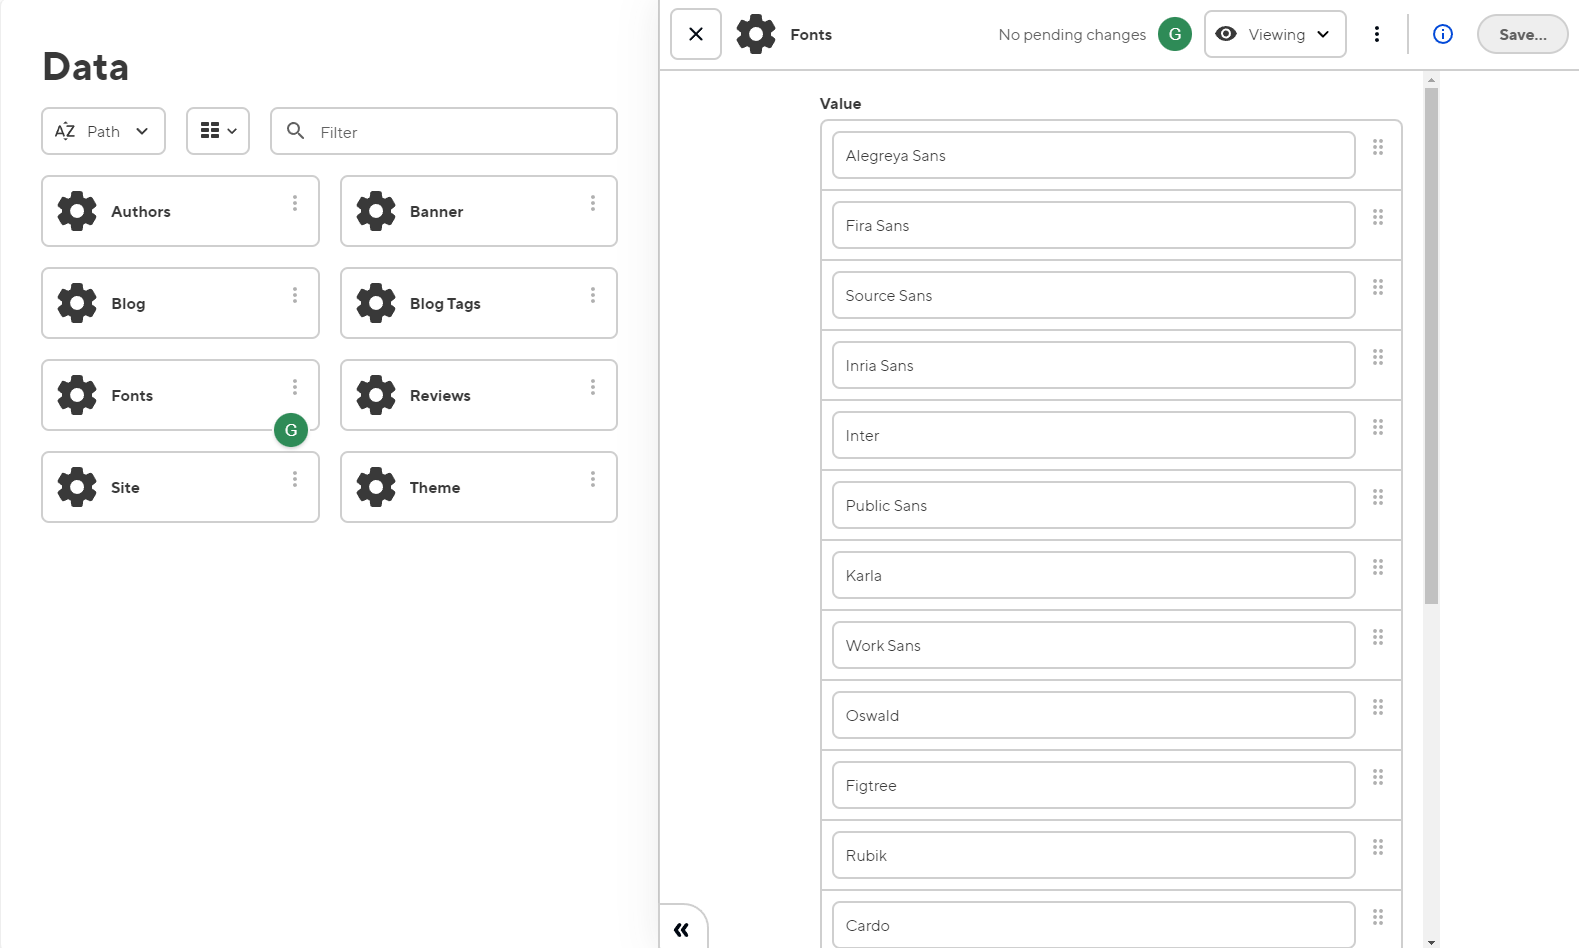 Data
AZ Path
Filter
Authors
Banner
Blog
Blog Tags
Fonts
G
Reviews
Site
Theme
Fonts
No pending changes
G
Viewing
Save...
Value
Alegreya Sans
Fira Sans
Source Sans
Inria Sans
Inter
Public Sans
Karla
Work Sans
Oswald
Figtree
Rubik
Cardo